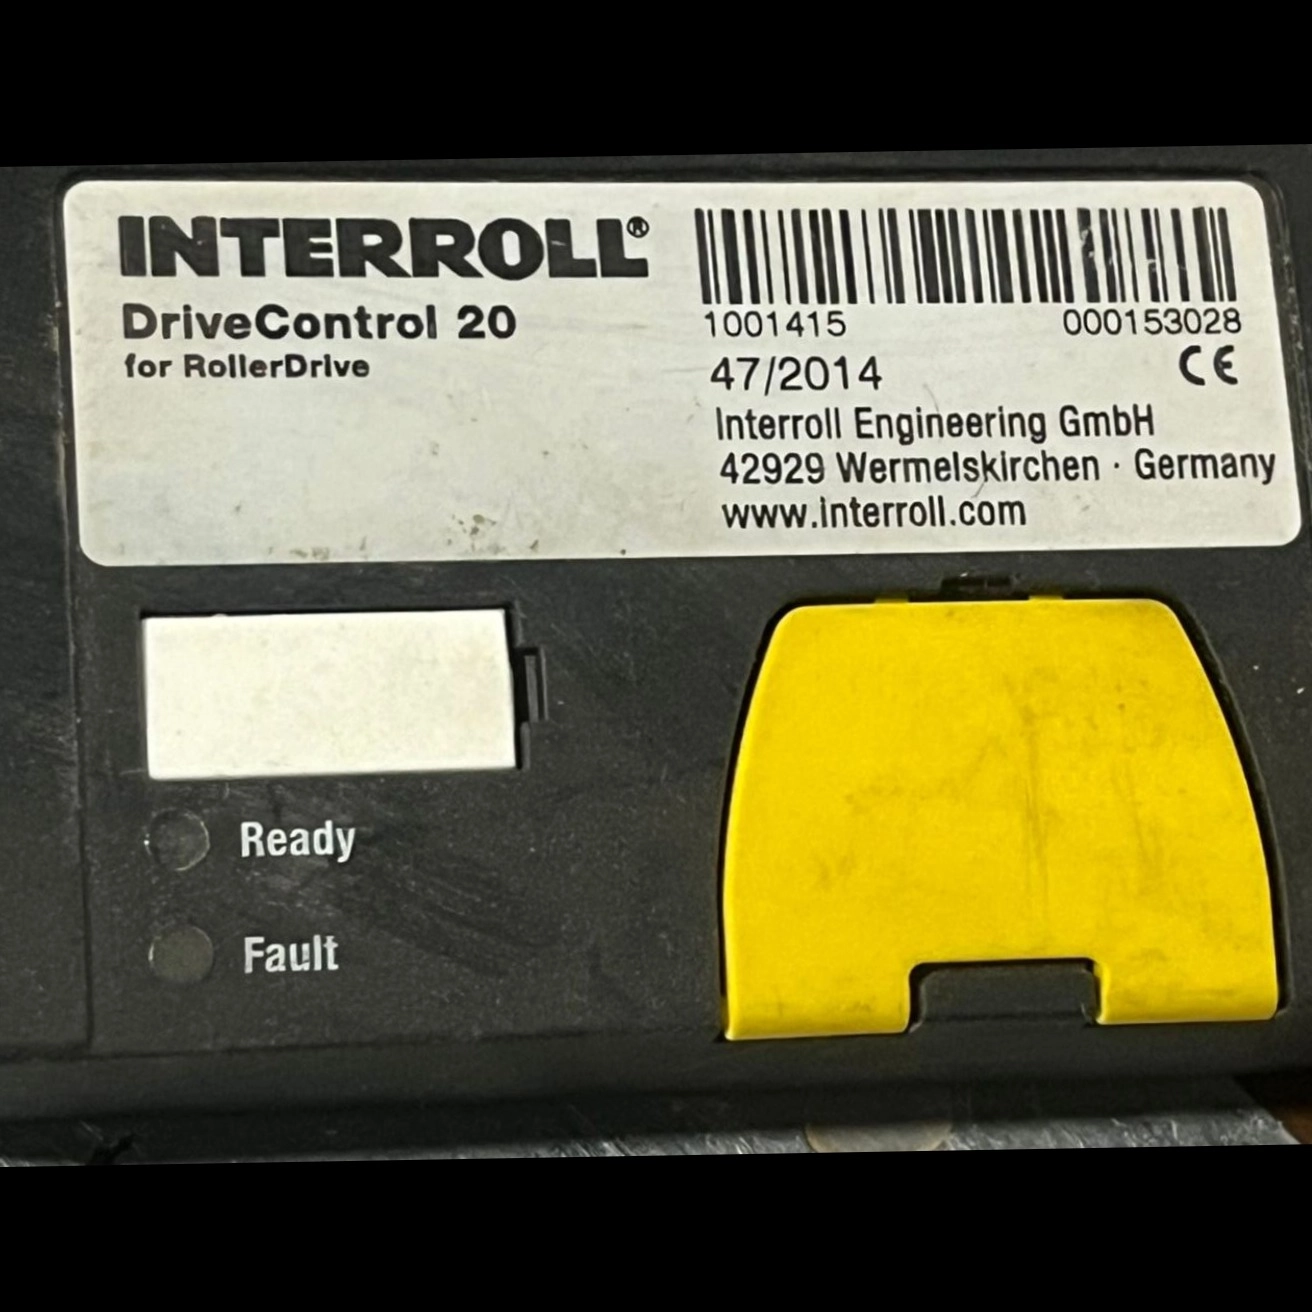 INTERROLL®
DriveControl 20
for RollerDrive
1001415 000153028
47/2014 CE
Interroll Engineering GmbH
42929 Wermelskirchen · Germany
www.interroll.com
Ready
Fault